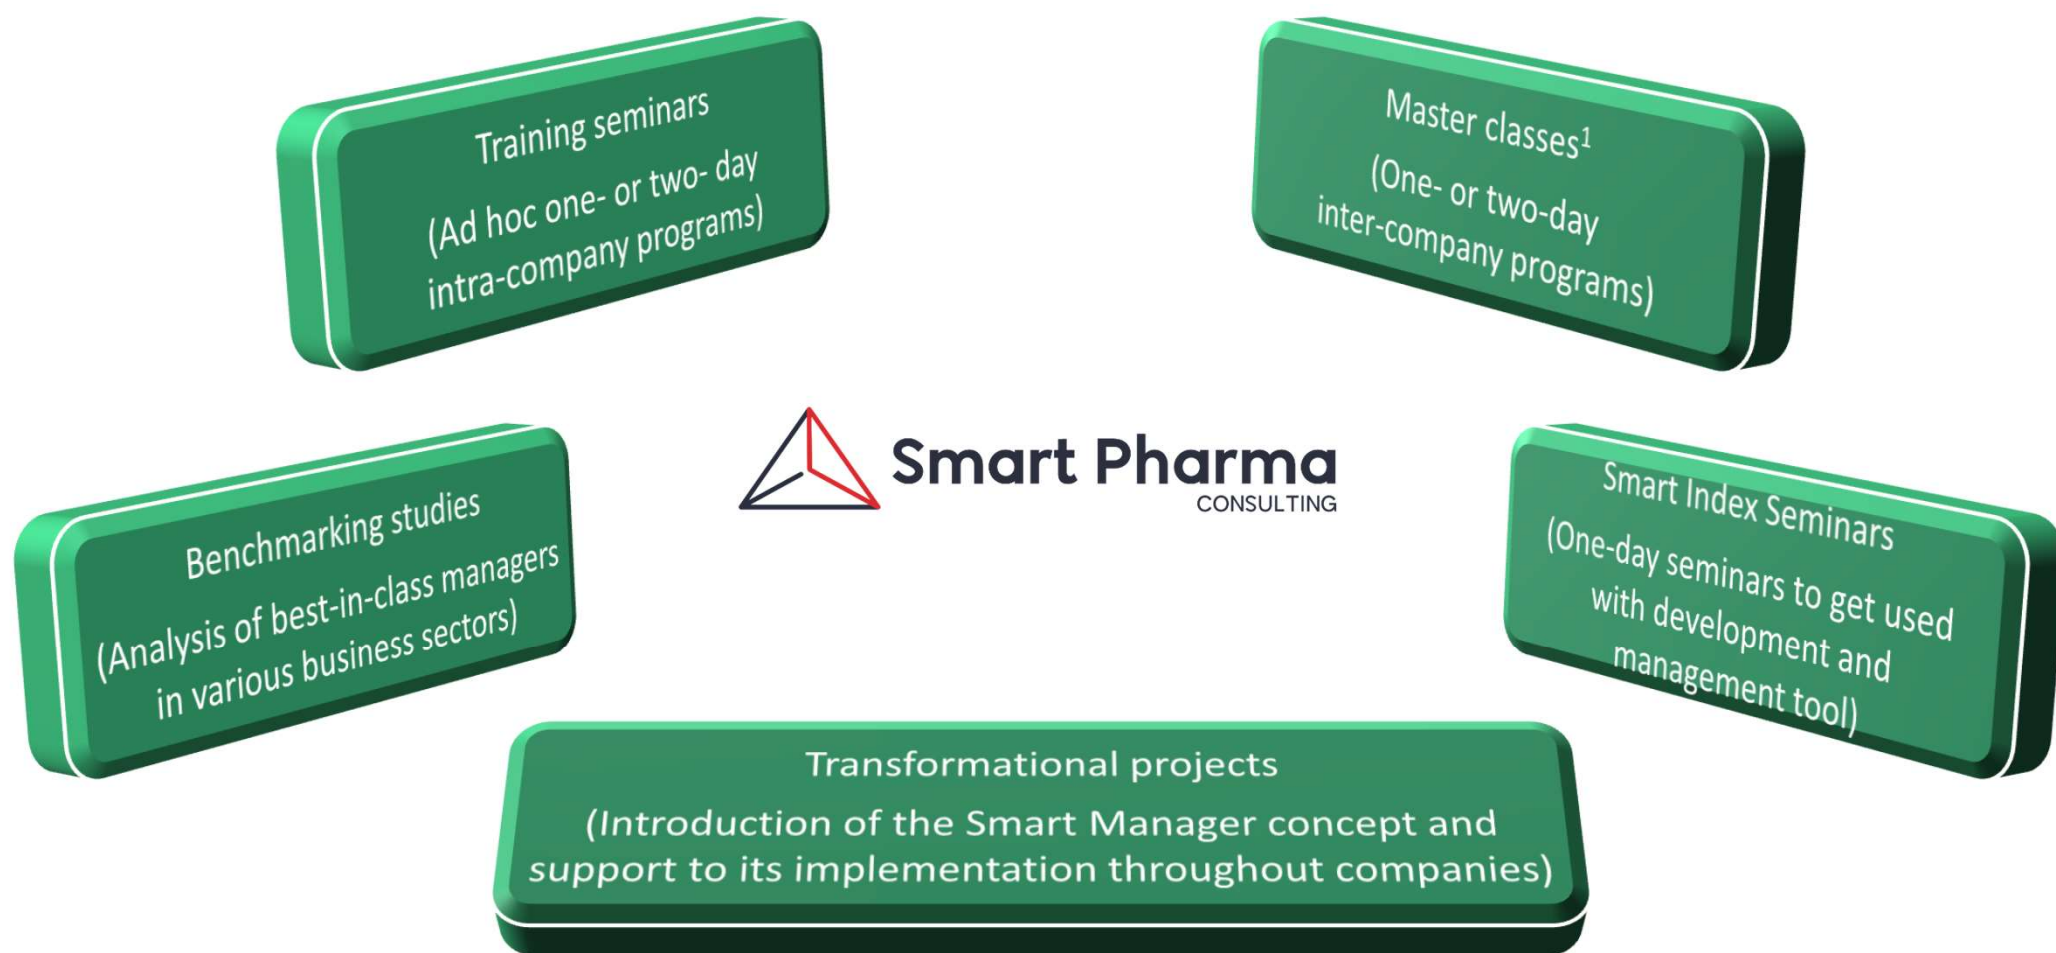 Training seminars
(Ad hoc one- or two- day
intra-company programs)
Master classes¹
(One- or two-day
inter-company programs)
Smart Pharma
CONSULTING
Benchmarking studies
(Analysis of best-in-class managers
in various business sectors)
Smart Index Seminars
(One-day seminars to get used
with development and
management tool)
Transformational projects
(Introduction of the Smart Manager concept and
support to its implementation throughout companies)